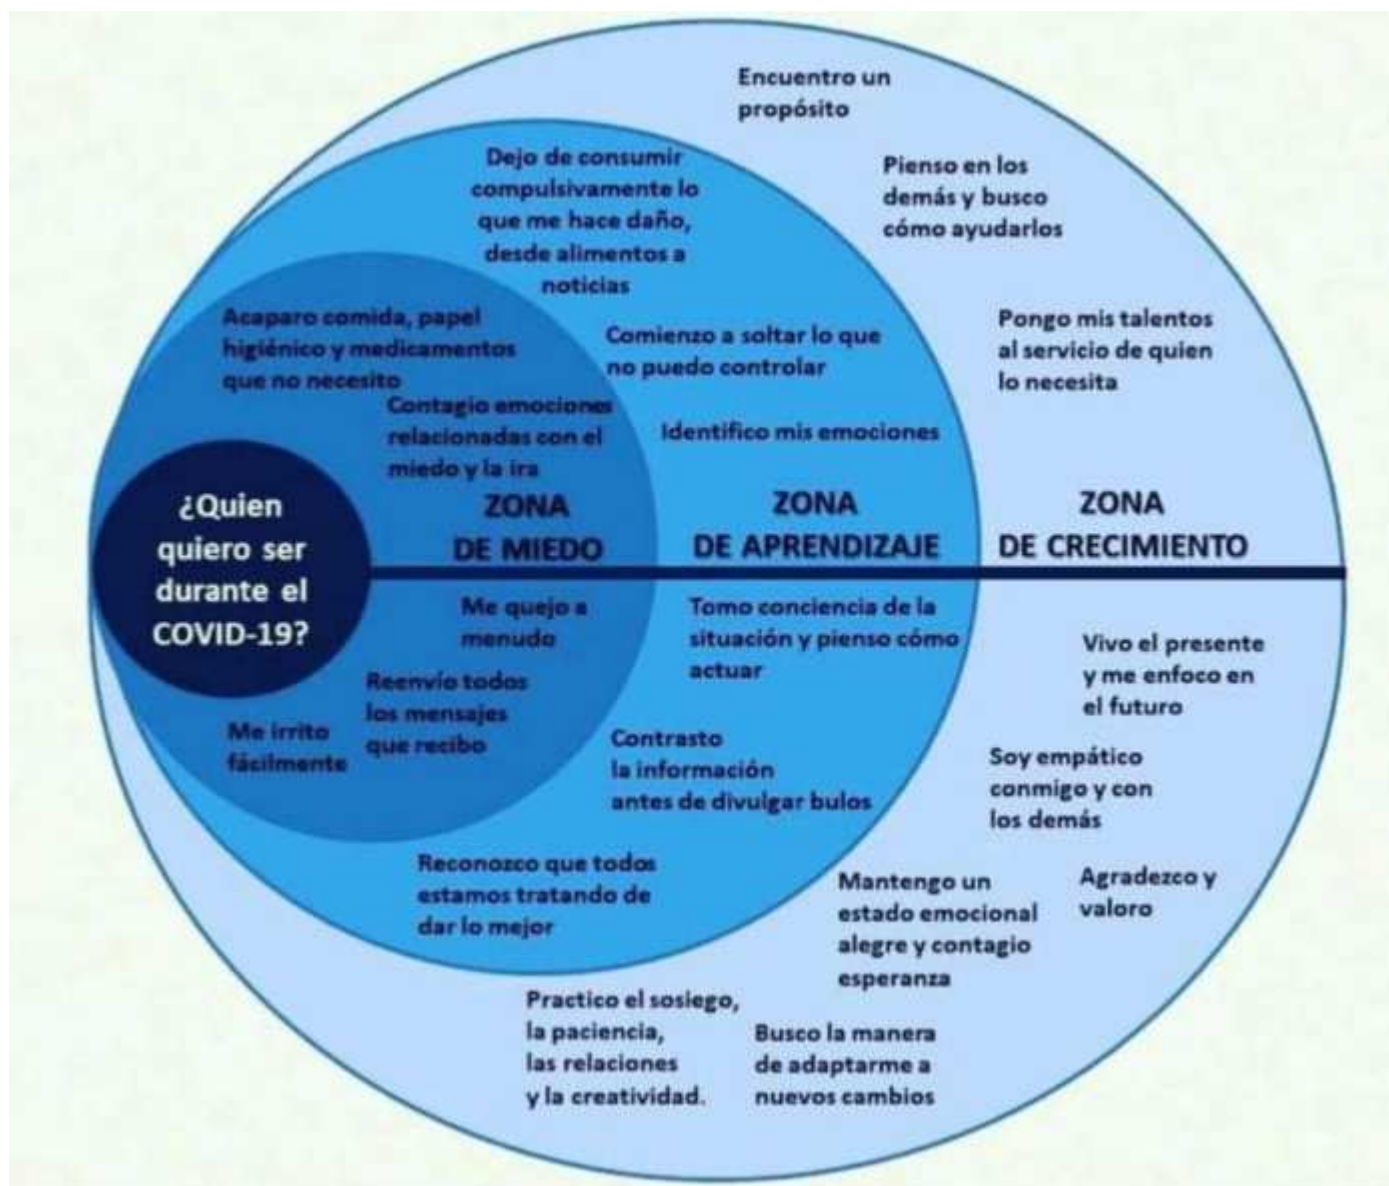 Encuentro un
propósito
Pienso en los
demás y busco
cómo ayudarlos
Pongo mis talentos
al servicio de quien
lo necesita
Dejo de consumir
compulsivamente lo
que me hace daño,
desde alimentos a
noticias
Comienzo a soltar lo que
no puedo controlar
Identifico mis emociones
Acaparo comida, papel
higiénico y medicamentos
que no necesito
Contagio emociones
relacionadas con el
miedo y la ira
¿Quien
quiero ser
durante el
COVID-19?
ZONA
DE MIEDO
ZONA
DE APRENDIZAJE
ZONA
DE CRECIMIENTO
Me quejo a
menudo
Reenvío todos
los mensajes
que recibo
Me irrito
fácilmente
Tomo conciencia de la
situación y pienso cómo
actuar
Contrasto
la información
antes de divulgar bulos
Reconozco que todos
estamos tratando de
dar lo mejor
Vivo el presente
y me enfoco en
el futuro
Soy empático
conmigo y con
los demás
Agradezco y
valoro
Mantengo un
estado emocional
alegre y contagio
esperanza
Practico el sosiego,
la paciencia,
las relaciones
y la creatividad.
Busco la manera
de adaptarme a
nuevos cambios